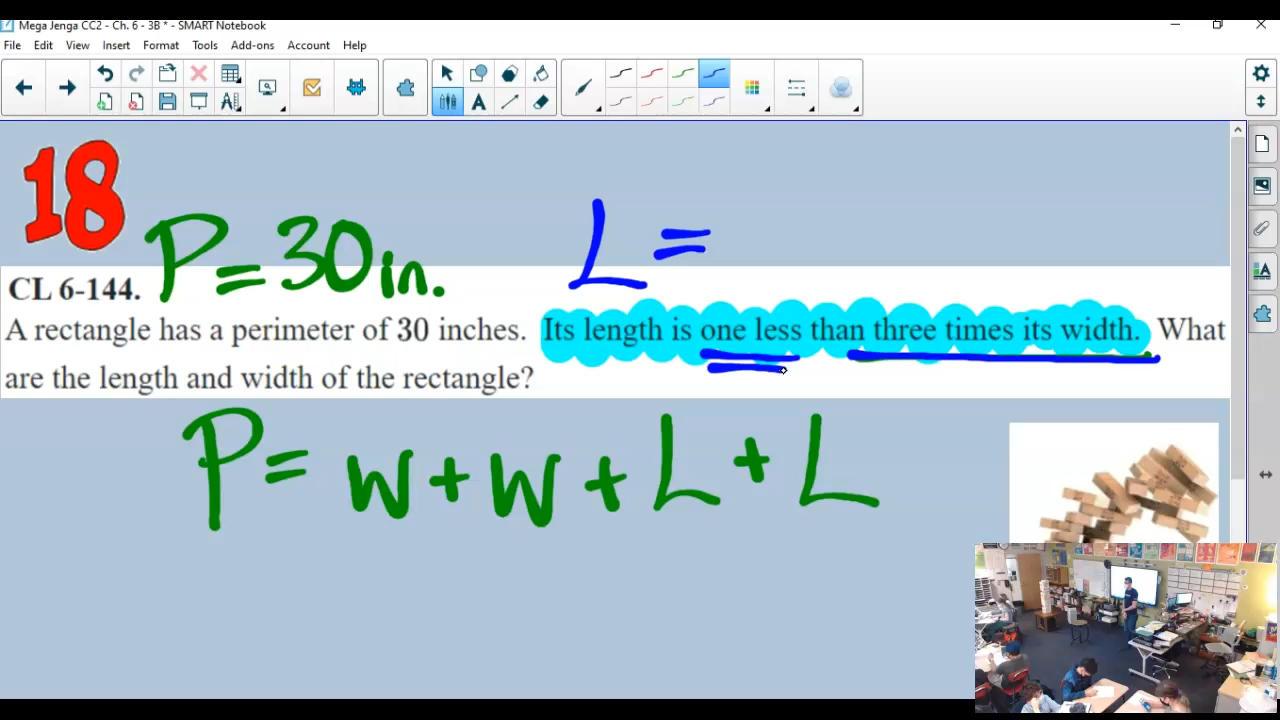 Mega Jenga CC2 - Ch. 6 - 3B * - SMART Notebook
File Edit View Insert Format Tools Add-ons Account Help
18
P = 30 in.
L =
CL 6-144.
A rectangle has a perimeter of 30 inches. Its length is one less than three times its width. What
are the length and width of the rectangle?
P = w + w + L + L